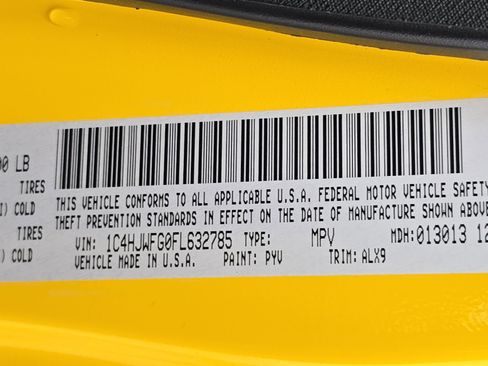 00 LB
TIRES
THIS VEHICLE CONFORMS TO ALL APPLICABLE U.S.A. FEDERAL MOTOR VEHICLE SAFETY
I) COLD
THEFT PREVENTION STANDARDS IN EFFECT ON THE DATE OF MANUFACTURE SHOWN ABOVE
TIRES
VIN: 1C4HJWFG0FL632785 TYPE: MPV MDH: 013013 12
I) COLD
VEHICLE MADE IN U.S.A. PAINT: PYV TRIM: ALX9